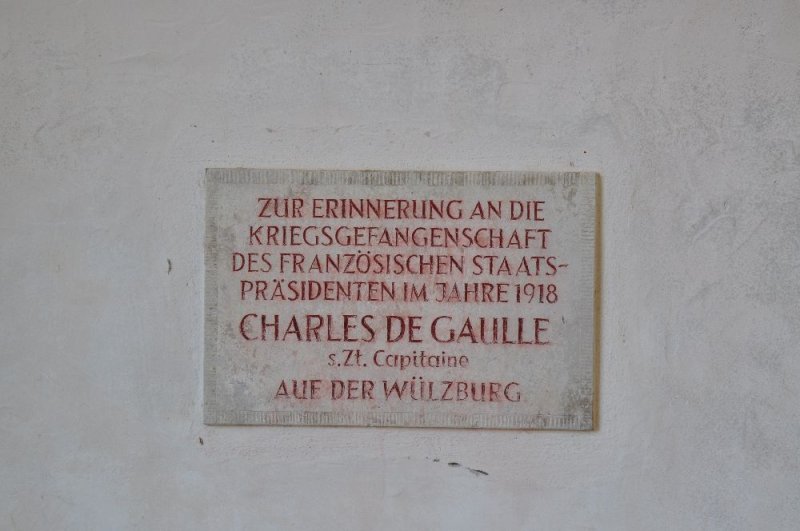 ZUR ERINNERUNG AN DIE
KRIEGSGEFANGENSCHAFT
DES FRANZÖSISCHEN STAATS-
PRÄSIDENTEN IM JAHRE 1918
CHARLES DE GAULLE
s.Zt. Capitaine
AUF DER WÜLZBURG